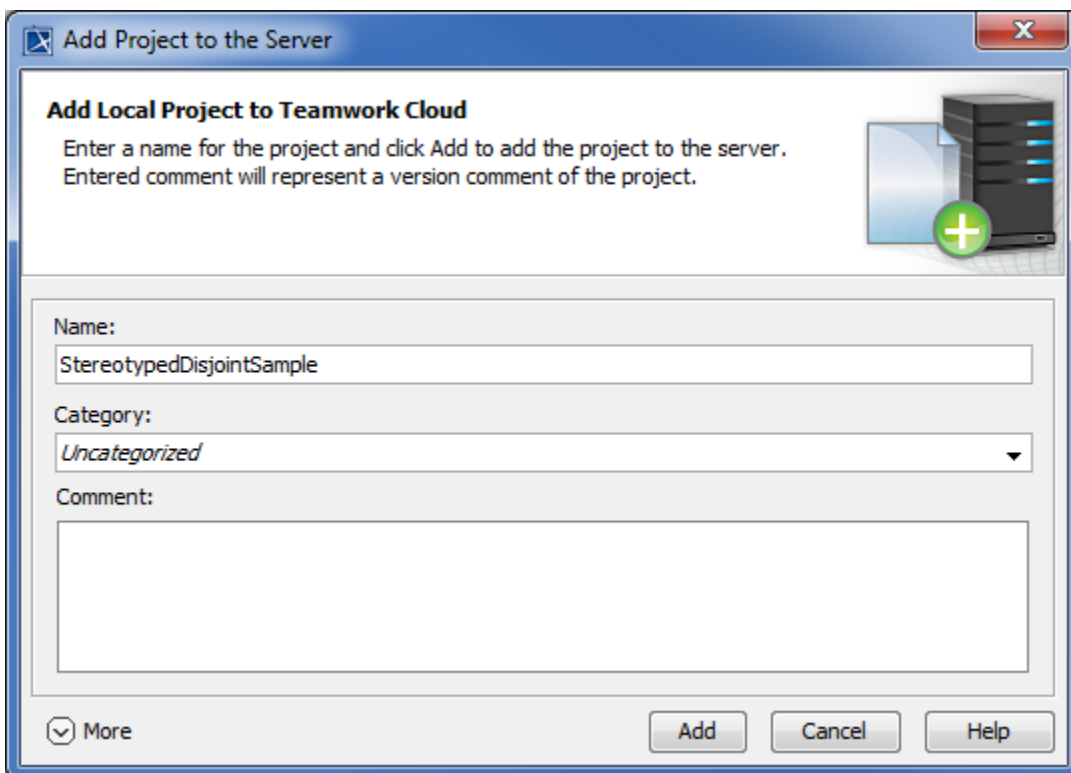 Add Project to the Server
Add Local Project to Teamwork Cloud
Enter a name for the project and click Add to add the project to the server.
Entered comment will represent a version comment of the project.
Name:
StereotypedDisjointSample
Category:
Uncategorized
Comment:
More
Add
Cancel
Help